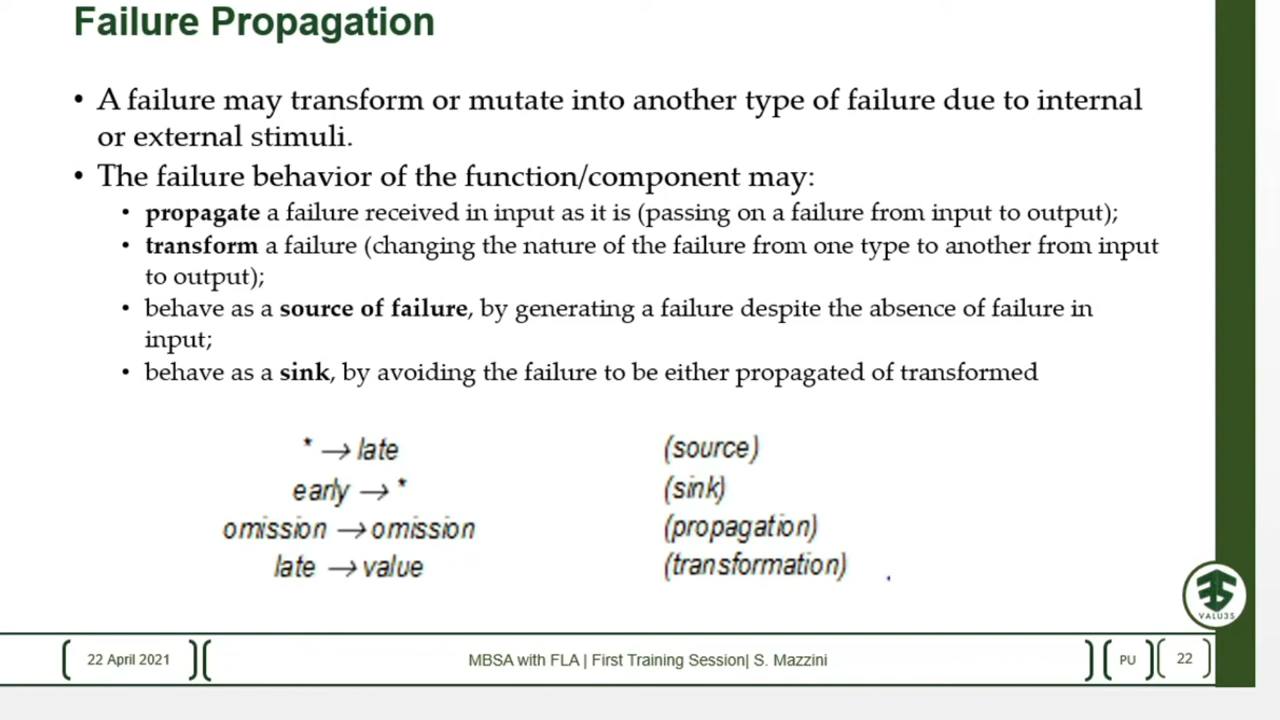 Failure Propagation
• A failure may transform or mutate into another type of failure due to internal
or external stimuli.
• The failure behavior of the function/component may:
• propagate a failure received in input as it is (passing on a failure from input to output);
• transform a failure (changing the nature of the failure from one type to another from input
to output);
• behave as a source of failure, by generating a failure despite the absence of failure in
input;
• behave as a sink, by avoiding the failure to be either propagated of transformed
* → late (source)
early → * (sink)
omission → omission (propagation)
late → value (transformation)
VALU3S
22 April 2021 MBSA with FLA | First Training Session| S. Mazzini PU 22